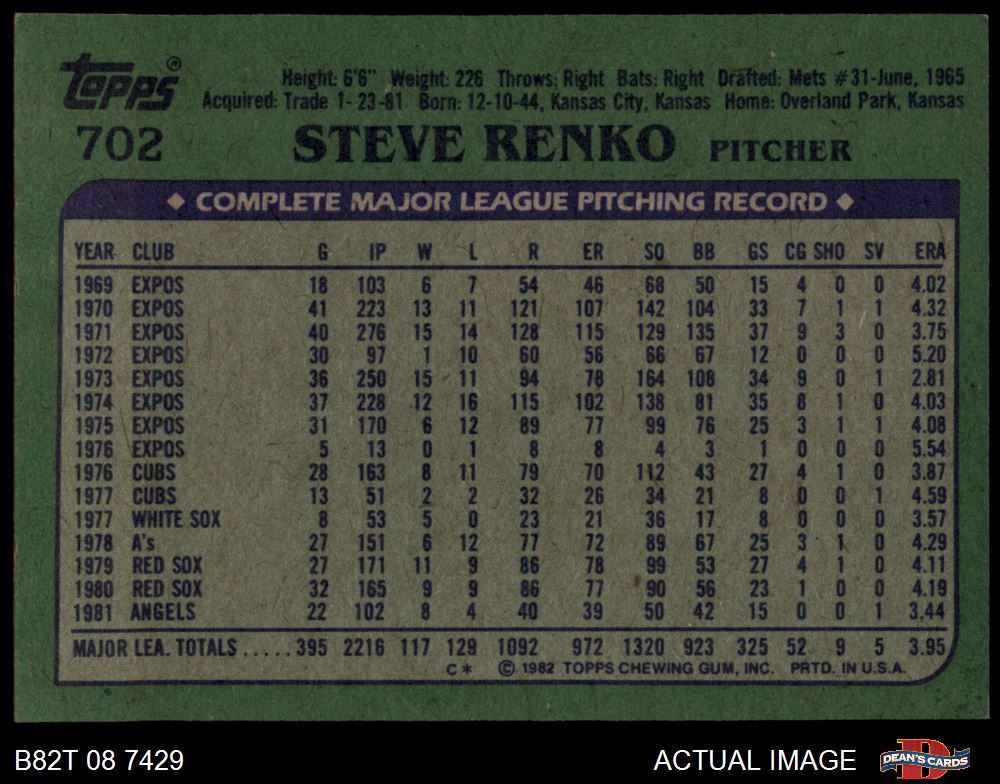 topps®
Height: 6'6" Weight: 226 Throws: Right Bats: Right Drafted: Mets #31-June, 1965
Acquired: Trade 1-23-81 Born: 12-10-44, Kansas City, Kansas Home: Overland Park, Kansas
702 STEVE RENKO PITCHER
◆ COMPLETE MAJOR LEAGUE PITCHING RECORD ◆
YEAR CLUB G IP W L R ER SO BB GS CG SHO SV ERA
1969 EXPOS 18 103 6 7 54 46 68 50 15 4 0 0 4.02
1970 EXPOS 41 223 13 11 121 107 142 104 33 7 1 1 4.32
1971 EXPOS 40 276 15 14 128 115 129 135 37 9 3 0 3.75
1972 EXPOS 30 97 1 10 60 56 66 67 12 0 0 0 5.20
1973 EXPOS 36 250 15 11 94 78 164 108 34 9 0 1 2.81
1974 EXPOS 37 228 12 16 115 102 138 81 35 8 1 0 4.03
1975 EXPOS 31 170 6 12 89 77 99 76 25 3 1 1 4.08
1976 EXPOS 5 13 0 1 8 8 4 3 1 0 0 0 5.54
1976 CUBS 28 163 8 11 79 70 112 43 27 4 1 0 3.87
1977 CUBS 13 51 2 2 32 26 34 21 8 0 0 1 4.59
1977 WHITE SOX 8 53 5 0 23 21 36 17 8 0 0 0 3.57
1978 A's 27 151 6 12 77 72 89 67 25 3 1 0 4.29
1979 RED SOX 27 171 11 9 86 78 99 53 27 4 1 0 4.11
1980 RED SOX 32 165 9 9 86 77 90 56 23 1 0 0 4.19
1981 ANGELS 22 102 8 4 40 39 50 42 15 0 0 1 3.44
MAJOR LEA. TOTALS ..... 395 2216 117 129 1092 972 1320 923 325 52 9 5 3.95
C* © 1982 TOPPS CHEWING GUM, INC. PRTD. IN U.S.A.
B82T 08 7429 ACTUAL IMAGE DEAN'S CARDS